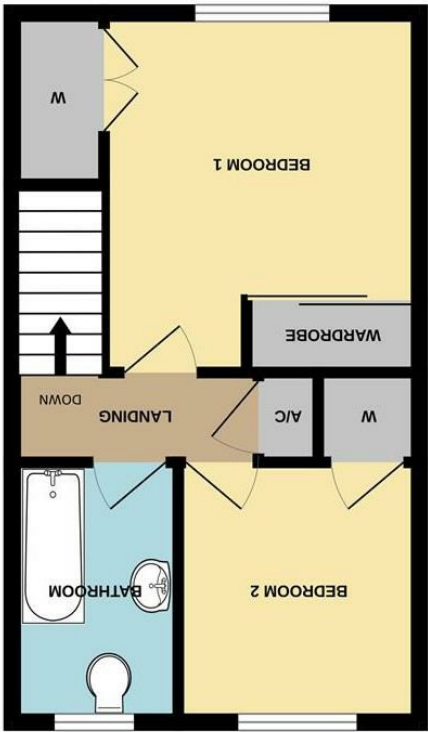 BEDROOM 2
BATHROOM
W
A/C
LANDING
DOWN
WARDROBE
BEDROOM 1
W